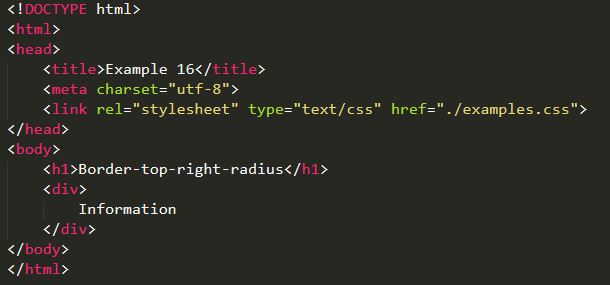 <!DOCTYPE html>
<html>
<head>
    <title>Example 16</title>
    <meta charset="utf-8">
    <link rel="stylesheet" type="text/css" href="./examples.css">
</head>
<body>
    <h1>Border-top-right-radius</h1>
    <div>
        Information
    </div>
</body>
</html>